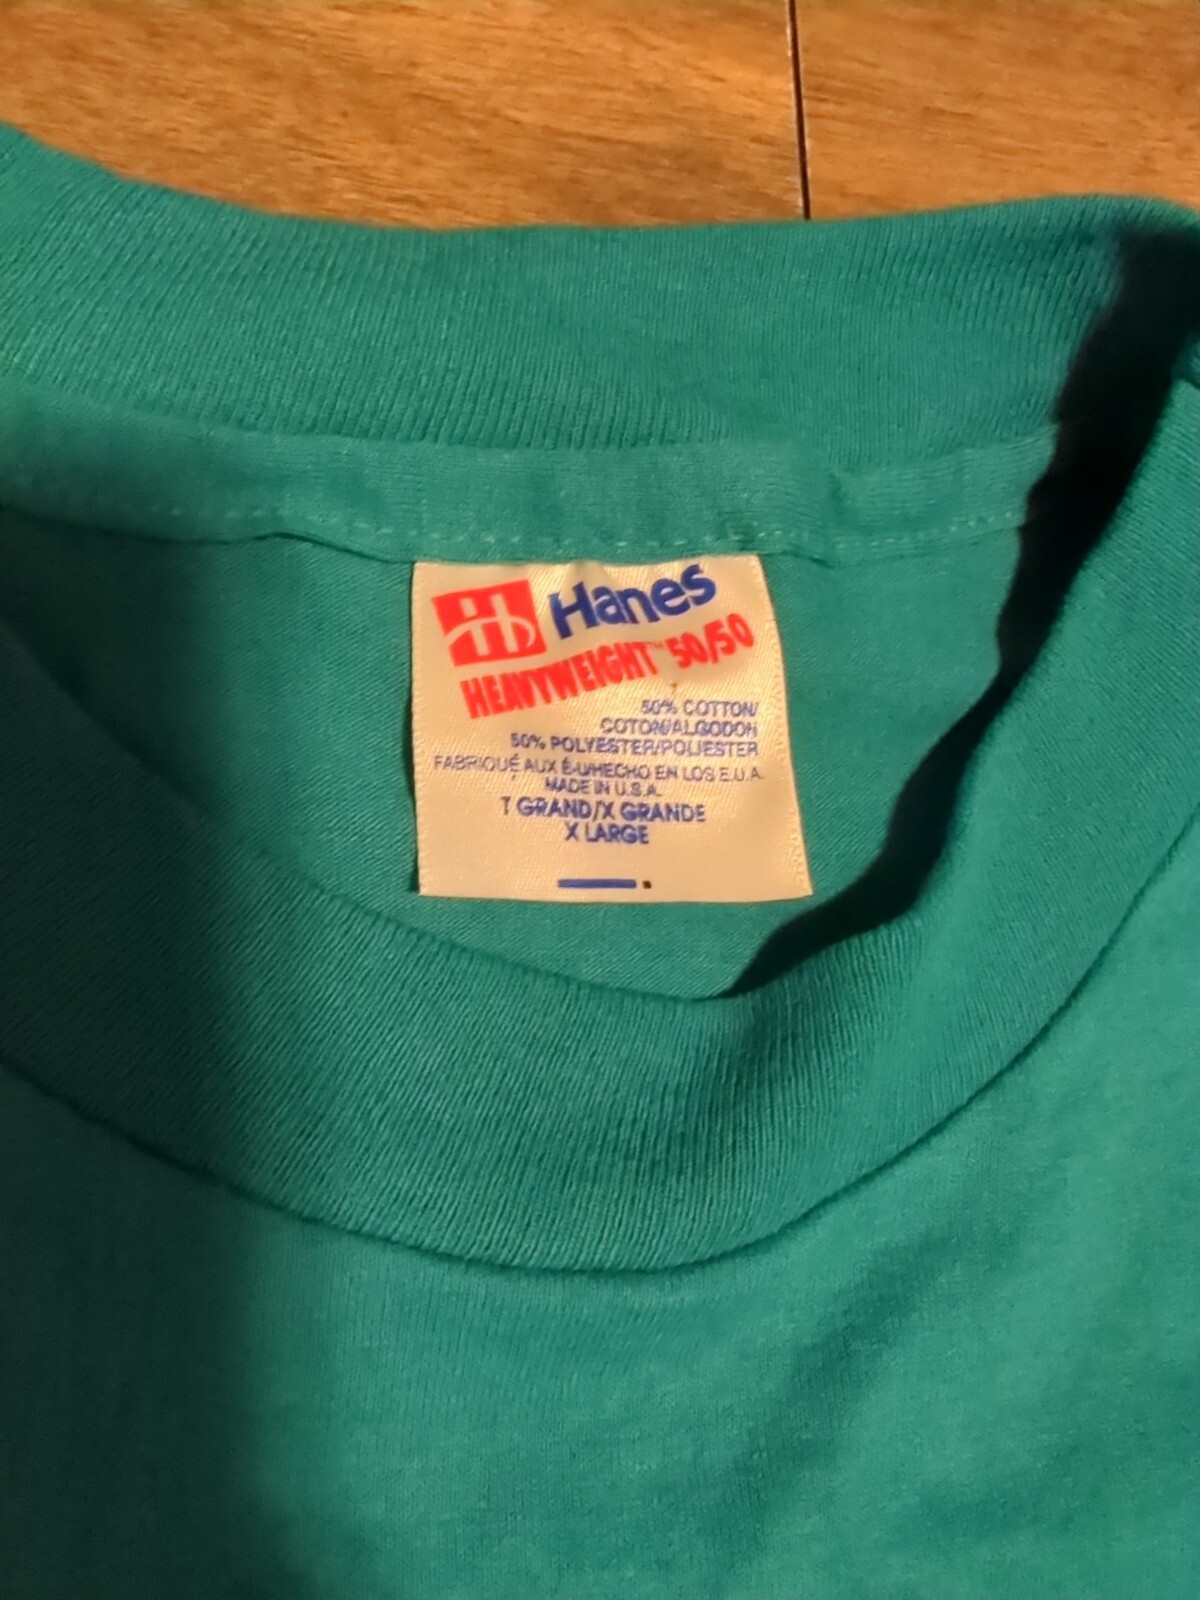 Hanes
HEAVYWEIGHT™ 50/50
50% COTTON/
COTON/ALGODON
50% POLYESTER/POLIESTER
FABRIQUÉ AUX É-U/HECHO EN LOS E.U.A.
MADE IN U.S.A.
T GRAND/X GRANDE
X LARGE